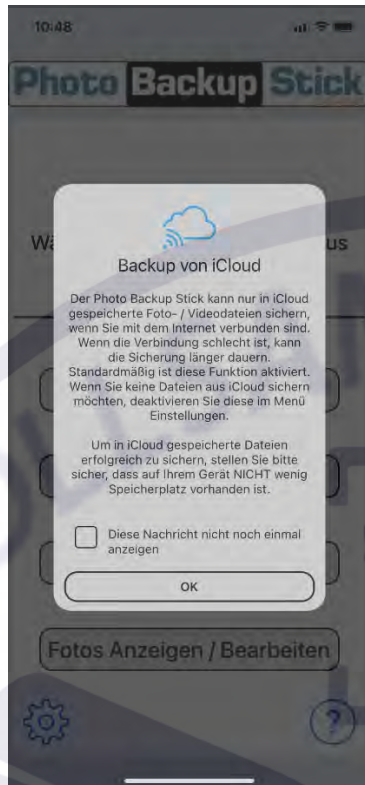 10:48
Photo Backup Stick
Wä
us
Backup von iCloud
Der Photo Backup Stick kann nur in iCloud
gespeicherte Foto- / Videodateien sichern,
wenn Sie mit dem Internet verbunden sind.
Wenn die Verbindung schlecht ist, kann
die Sicherung länger dauern.
Standardmäßig ist diese Funktion aktiviert.
Wenn Sie keine Dateien aus iCloud sichern
möchten, deaktivieren Sie diese im Menü
Einstellungen.
Um in iCloud gespeicherte Dateien
erfolgreich zu sichern, stellen Sie bitte
sicher, dass auf Ihrem Gerät NICHT wenig
Speicherplatz vorhanden ist.
Diese Nachricht nicht noch einmal
anzeigen
OK
Fotos Anzeigen / Bearbeiten
?